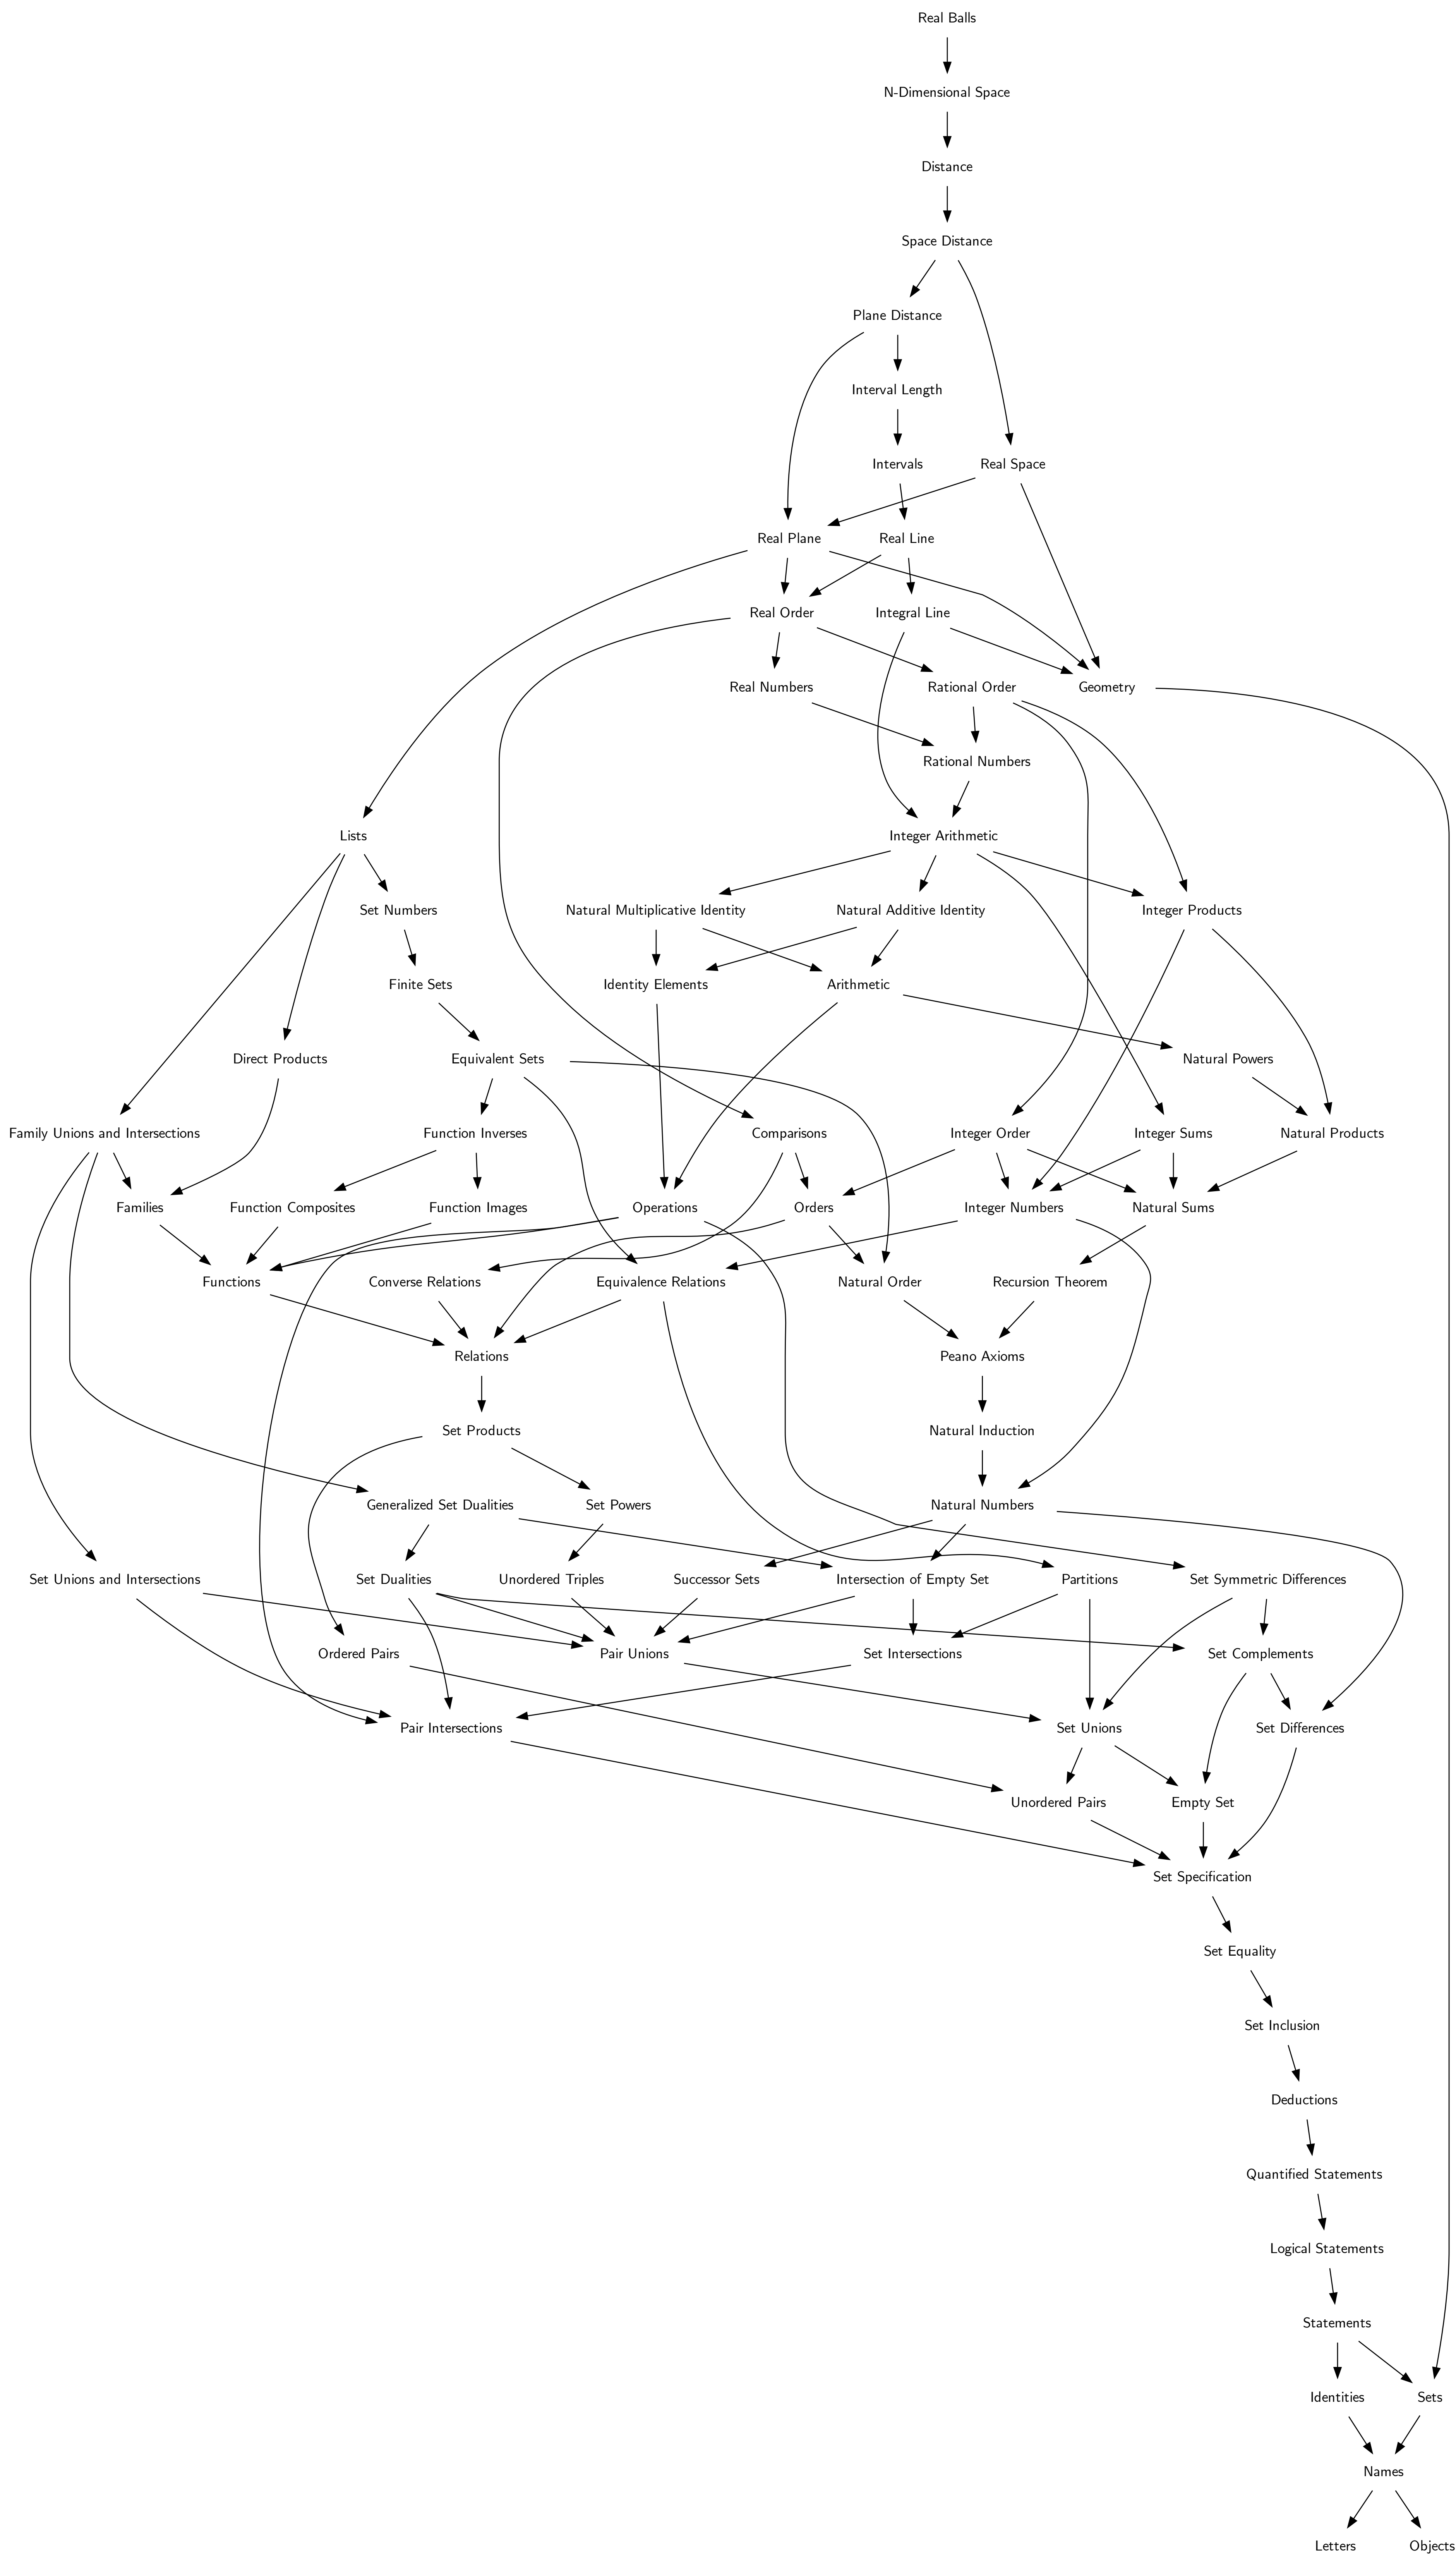 Real Balls
N-Dimensional Space
Distance
Space Distance
Plane Distance
Interval Length
Intervals
Real Space
Real Plane
Real Line
Real Order
Integral Line
Real Numbers
Rational Order
Geometry
Rational Numbers
Lists
Integer Arithmetic
Set Numbers
Natural Multiplicative Identity
Natural Additive Identity
Integer Products
Finite Sets
Identity Elements
Arithmetic
Direct Products
Equivalent Sets
Natural Powers
Family Unions and Intersections
Function Inverses
Comparisons
Integer Order
Integer Sums
Natural Products
Families
Function Composites
Function Images
Operations
Orders
Integer Numbers
Natural Sums
Functions
Converse Relations
Equivalence Relations
Natural Order
Recursion Theorem
Relations
Peano Axioms
Set Products
Natural Induction
Generalized Set Dualities
Set Powers
Natural Numbers
Set Unions and Intersections
Set Dualities
Unordered Triples
Successor Sets
Intersection of Empty Set
Partitions
Set Symmetric Differences
Ordered Pairs
Pair Unions
Set Intersections
Set Complements
Pair Intersections
Set Unions
Set Differences
Unordered Pairs
Empty Set
Set Specification
Set Equality
Set Inclusion
Deductions
Quantified Statements
Logical Statements
Statements
Identities
Sets
Names
Letters
Objects